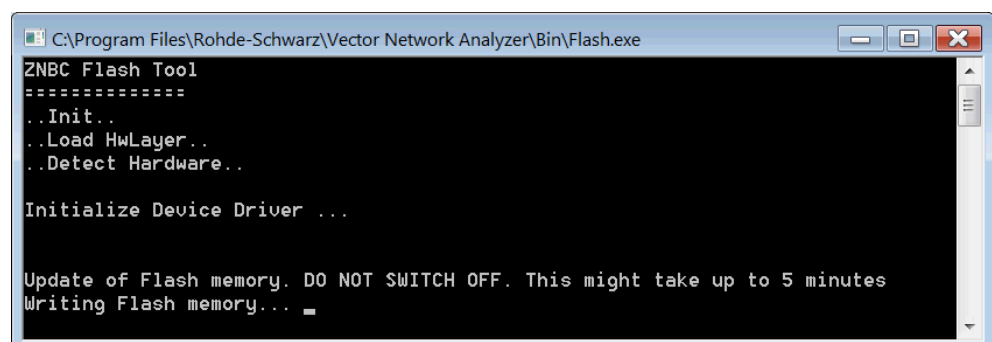 C:\Program Files\Rohde-Schwarz\Vector Network Analyzer\Bin\Flash.exe
ZNBC Flash Tool
==============
..Init..
..Load HwLayer..
..Detect Hardware..
Initialize Device Driver ...
Update of Flash memory. DO NOT SWITCH OFF. This might take up to 5 minutes
Writing Flash memory... _